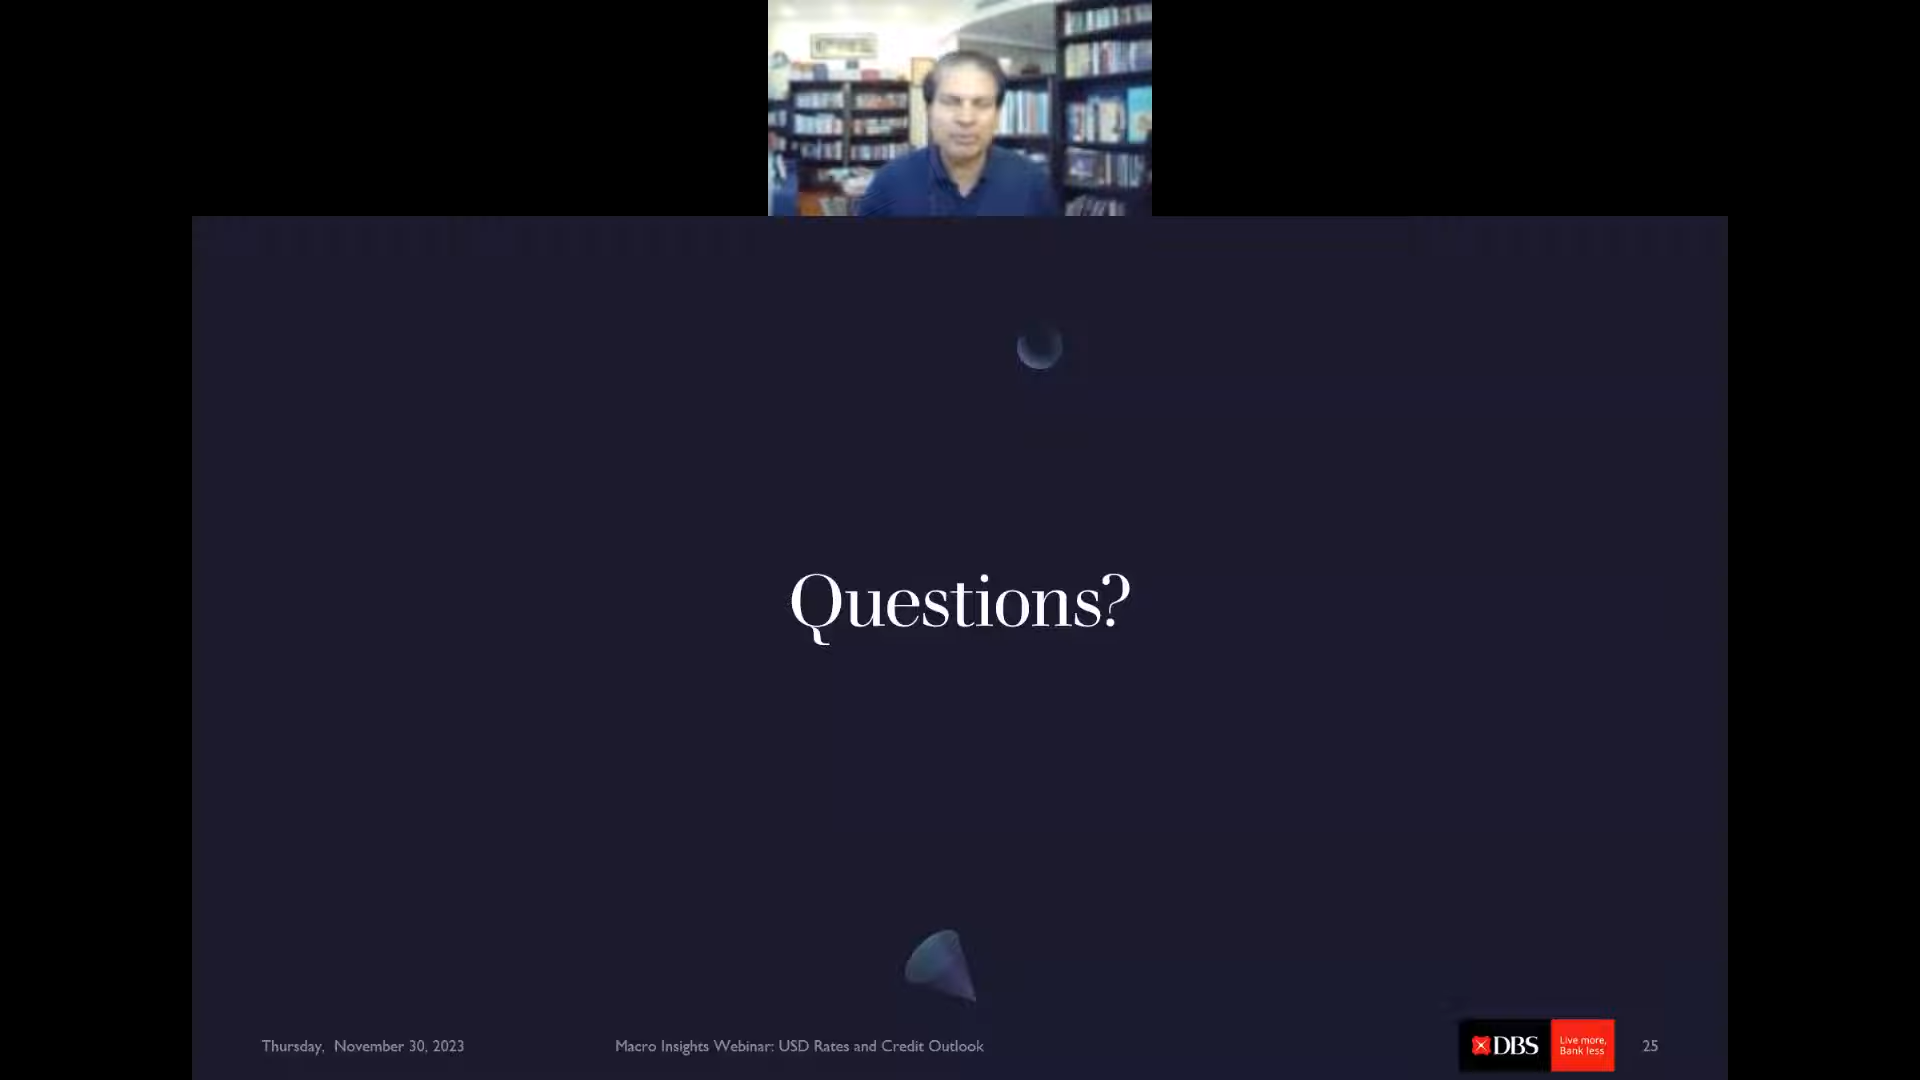 Questions?
Thursday, November 30, 2023
Macro Insights Webinar: USD Rates and Credit Outlook
DBS
Live more,
Bank less
25